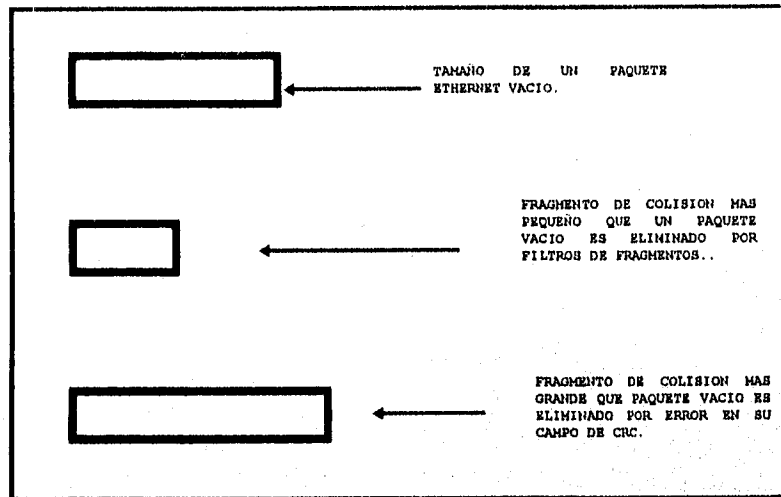 TAMAÑO DE UN PAQUETE
ETHERNET VACIO.
FRAGMENTO DE COLISION MAS
PEQUEÑO QUE UN PAQUETE
VACIO ES ELIMINADO POR
FILTROS DE FRAGMENTOS..
FRAGMENTO DE COLISION MAS
GRANDE QUE PAQUETE VACIO ES
ELIMINADO POR ERROR EN SU
CAMPO DE CRC.